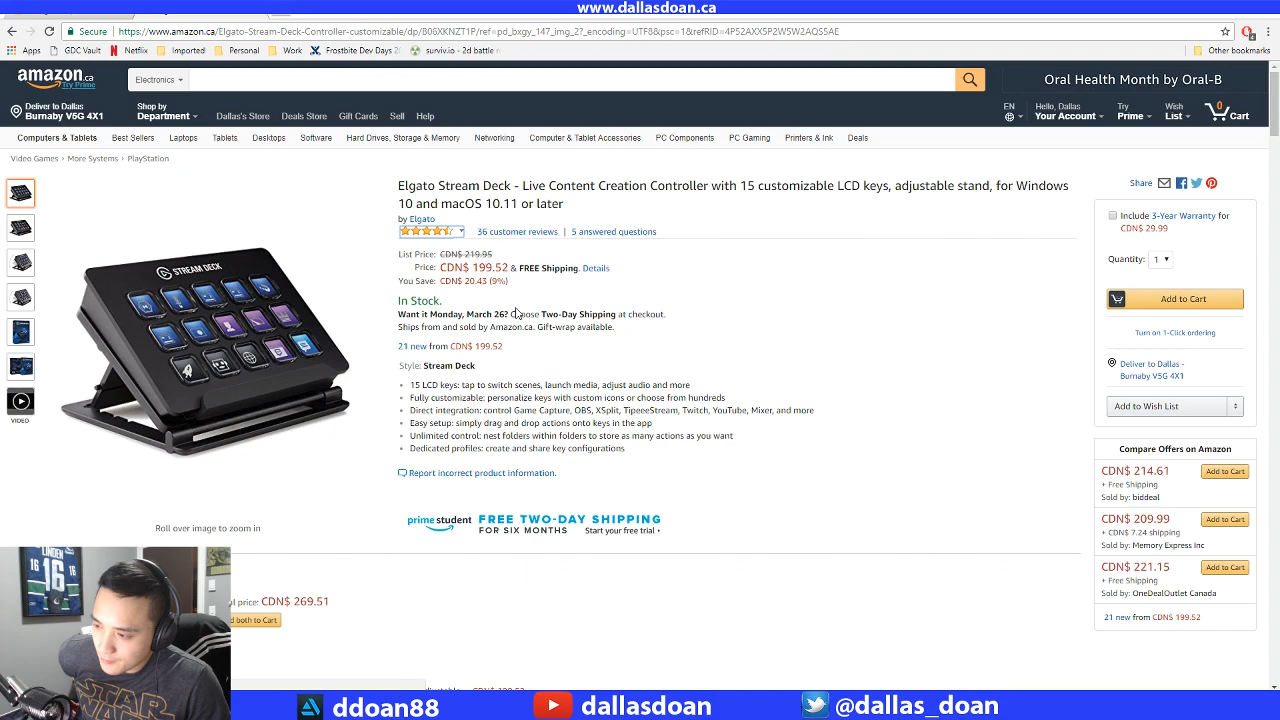 www.dallasdoan.ca
Secure
https://www.amazon.ca/Elgato-Stream-Deck-Controller-customizable/dp/B06XKNZT1P/ref=pd_bxgy_147_img_2?_encoding=UTF8&psc=1&refRID=4P52AXX5P2W5W2AQS5AE
Apps GDC Vault Netflix Imported Personal Work Frostbite Dev Days surviv.io - 2d battle Other bookmarks
amazon.ca
Try Prime
Electronics
Oral Health Month by Oral-B
Deliver to Dallas
Burnaby V5G 4X1
Shop by
Department
Dallas's Store Deals Store Gift Cards Sell Help
EN
Hello, Dallas
Your Account
Try
Prime
Wish
List
0
Cart
Computers & Tablets Best Sellers Laptops Tablets Desktops Software Hard Drives, Storage & Memory Networking Computer & Tablet Accessories PC Components PC Gaming Printers & Ink Deals
Video Games › More Systems › PlayStation
Elgato Stream Deck - Live Content Creation Controller with 15 customizable LCD keys, adjustable stand, for Windows
10 and macOS 10.11 or later
by Elgato
36 customer reviews | 5 answered questions
List Price: CDN$ 219.95
Price: CDN$ 199.52 & FREE Shipping. Details
You Save: CDN$ 20.43 (9%)
In Stock.
Want it Monday, March 26? Choose Two-Day Shipping at checkout.
Ships from and sold by Amazon.ca. Gift-wrap available.
21 new from CDN$ 199.52
Style: Stream Deck
• 15 LCD keys: tap to switch scenes, launch media, adjust audio and more
• Fully customizable: personalize keys with custom icons or choose from hundreds
• Direct integration: control Game Capture, OBS, XSplit, TipeeeStream, Twitch, YouTube, Mixer, and more
• Easy setup: simply drag and drop actions onto keys in the app
• Unlimited control: nest folders within folders to store as many actions as you want
• Dedicated profiles: create and share key configurations
Report incorrect product information.
prime student
FREE TWO-DAY SHIPPING
FOR SIX MONTHS Start your free trial ›
STREAM DECK
VIDEO
Roll over image to zoom in
Share
Include 3-Year Warranty for
CDN$ 29.99
Quantity: 1
Add to Cart
Turn on 1-Click ordering
Deliver to Dallas -
Burnaby V5G 4X1
Add to Wish List
Compare Offers on Amazon
CDN$ 214.61 Add to Cart
+ Free Shipping
Sold by: biddeal
CDN$ 209.99 Add to Cart
+ CDN$ 7.24 shipping
Sold by: Memory Express Inc
CDN$ 221.15 Add to Cart
+ Free Shipping
Sold by: OneDealOutlet Canada
21 new from CDN$ 199.52
price: CDN$ 269.51
both to Cart
LINDEN
16
16 16
STAR WARS
ddoan88
dallasdoan
@dallas_doan